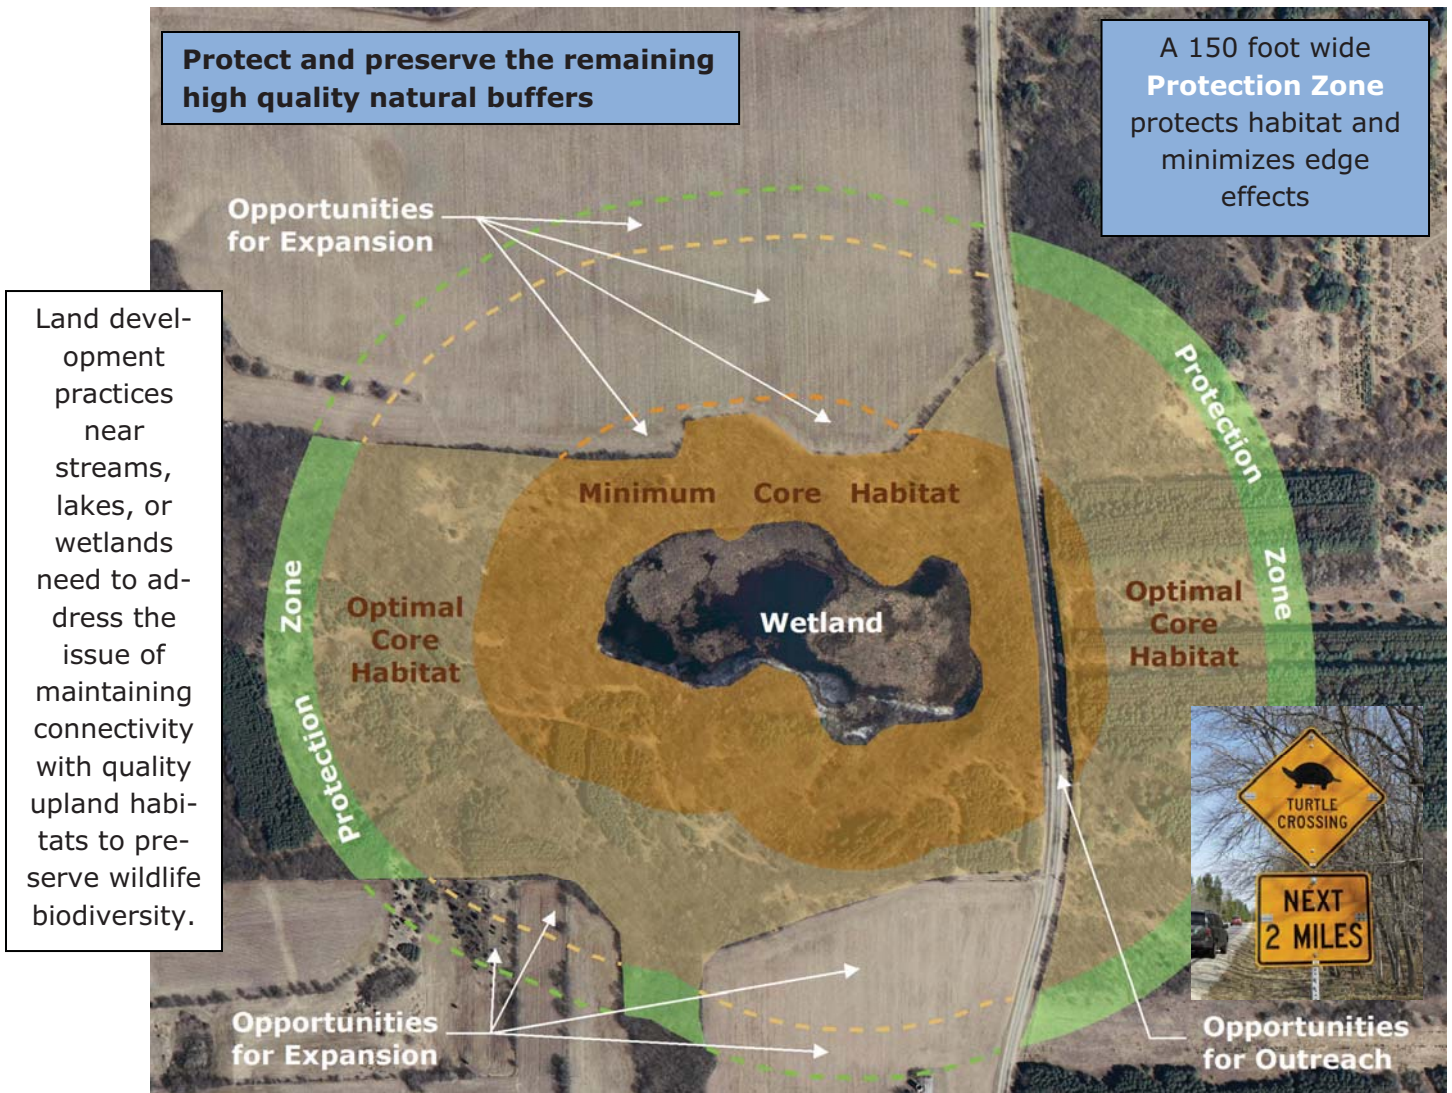 Protect and preserve the remaining
high quality natural buffers
A 150 foot wide
Protection Zone
protects habitat and
minimizes edge
effects
Opportunities
for Expansion
Land devel-
opment
practices
near
streams,
lakes, or
wetlands
need to ad-
dress the
issue of
maintaining
connectivity
with quality
upland habi-
tats to pre-
serve wildlife
biodiversity.
Protection
Zone
Minimum Core Habitat
Zone
Protection
Optimal
Core
Habitat
Wetland
Optimal
Core
Habitat
TURTLE
CROSSING
NEXT
2 MILES
Opportunities
for Expansion
Opportunities
for Outreach